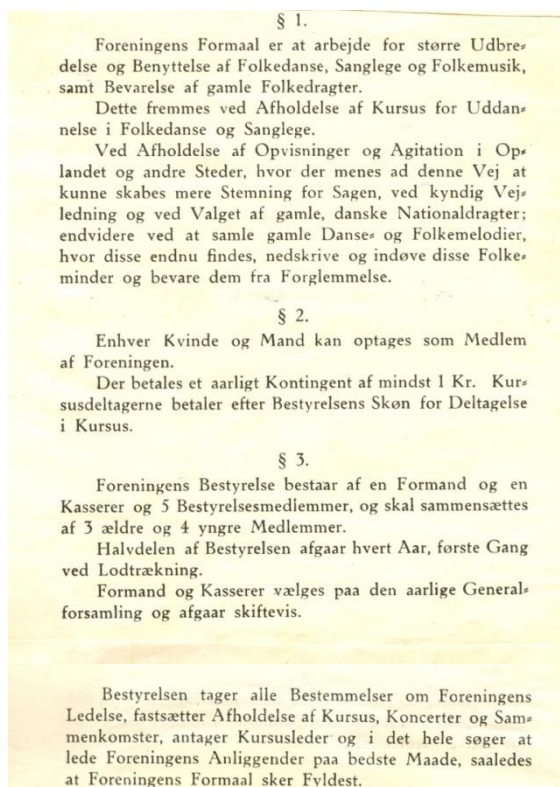 § 1.
Foreningens Formaal er at arbejde for større Udbre-
delse og Benyttelse af Folkedanse, Sanglege og Folkemusik,
samt Bevarelse af gamle Folkedragter.
Dette fremmes ved Afholdelse af Kursus for Uddan-
nelse i Folkedanse og Sanglege.
Ved Afholdelse af Opvisninger og Agitation i Op-
landet og andre Steder, hvor der menes ad denne Vej at
kunne skabes mere Stemning for Sagen, ved kyndig Vej-
ledning og ved Valget af gamle, danske Nationaldragter;
endvidere ved at samle gamle Danse- og Folkemelodier,
hvor disse endnu findes, nedskrive og indøve disse Folke-
minder og bevare dem fra Forglemmelse.
§ 2.
Enhver Kvinde og Mand kan optages som Medlem
af Foreningen.
Der betales et aarligt Kontingent af mindst 1 Kr. Kur-
susdeltagerne betaler efter Bestyrelsens Skøn for Deltagelse
i Kursus.
§ 3.
Foreningens Bestyrelse bestaar af en Formand og en
Kasserer og 5 Bestyrelsesmedlemmer, og skal sammensættes
af 3 ældre og 4 yngre Medlemmer.
Halvdelen af Bestyrelsen afgaar hvert Aar, første Gang
ved Lodtrækning.
Formand og Kasserer vælges paa den aarlige General-
forsamling og afgaar skiftevis.
Bestyrelsen tager alle Bestemmelser om Foreningens
Ledelse, fastsætter Afholdelse af Kursus, Koncerter og Sam-
menkomster, antager Kursusleder og i det hele søger at
lede Foreningens Anliggender paa bedste Maade, saaledes
at Foreningens Formaal sker Fyldest.